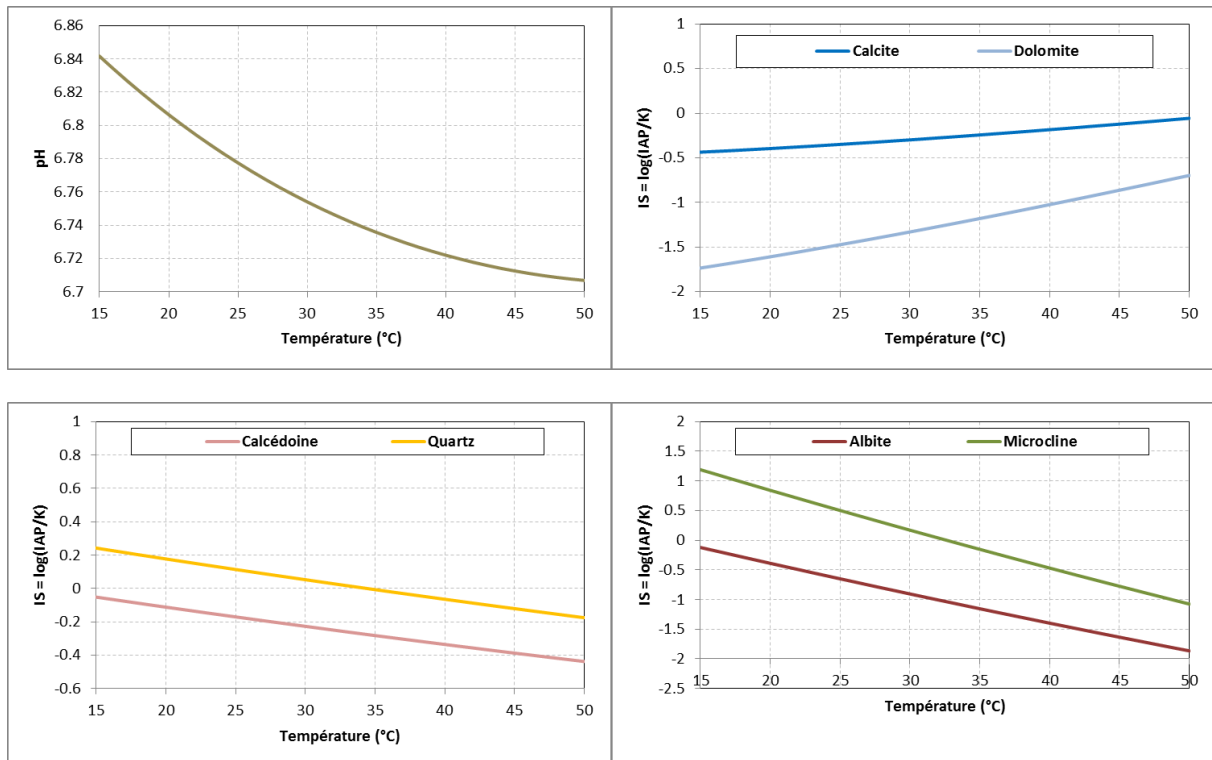 6.86
6.84
6.82
6.8
6.78
6.76
6.74
6.72
6.7
pH
15 20 25 30 35 40 45 50
Température (°C)
1
0.5
0
-0.5
-1
-1.5
-2
IS = log(IAP/K)
Calcite Dolomite
15 20 25 30 35 40 45 50
Température (°C)
1
0.8
0.6
0.4
0.2
0
-0.2
-0.4
-0.6
IS = log(IAP/K)
Calcédoine Quartz
15 20 25 30 35 40 45 50
Température (°C)
2
1.5
1
0.5
0
-0.5
-1
-1.5
-2
-2.5
IS = log(IAP/K)
Albite Microcline
15 20 25 30 35 40 45 50
Température (°C)